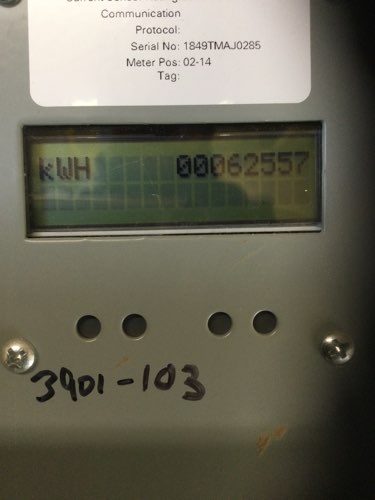 Communication
Protocol:
Serial No: 1849TMAJ0285
Meter Pos: 02-14
Tag:
kWH 00062557
3901-103